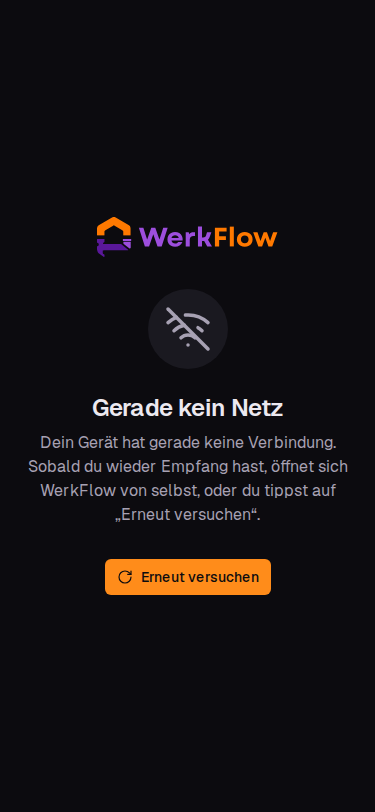 WerkFlow
Gerade kein Netz
Dein Gerät hat gerade keine Verbindung.
Sobald du wieder Empfang hast, öffnet sich
WerkFlow von selbst, oder du tippst auf
„Erneut versuchen“.
Erneut versuchen